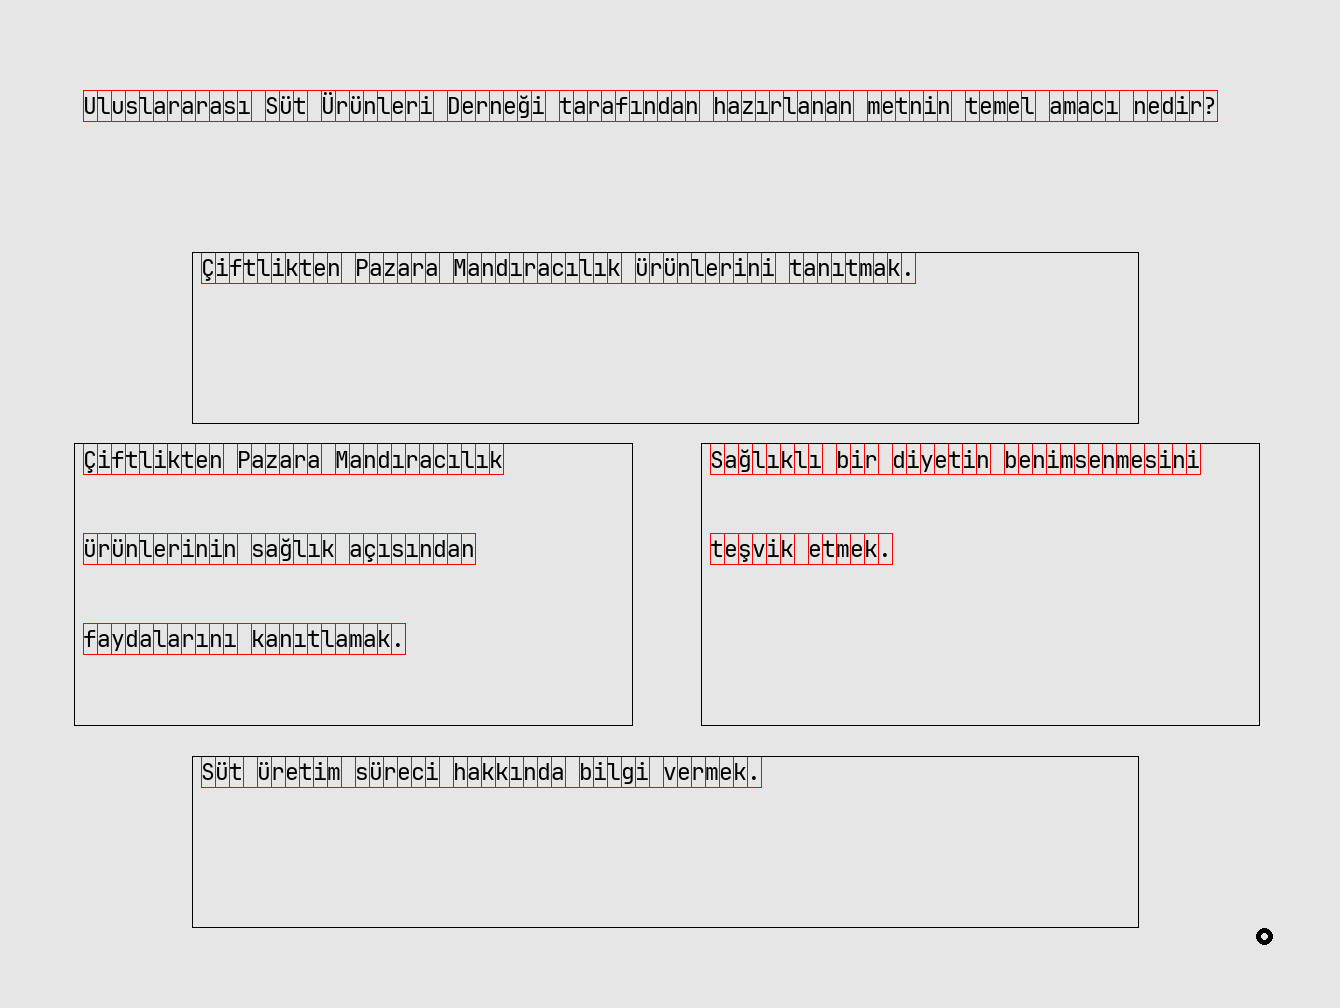 Uluslararası Süt Ürünleri Derneği tarafından hazırlanan metnin temel amacı nedir?
Çiftlikten Pazara Mandıracılık ürünlerini tanıtmak.
Çiftlikten Pazara Mandıracılık
ürünlerinin sağlık açısından
faydalarını kanıtlamak.
Sağlıklı bir diyetin benimsenmesini
teşvik etmek.
Süt üretim süreci hakkında bilgi vermek.